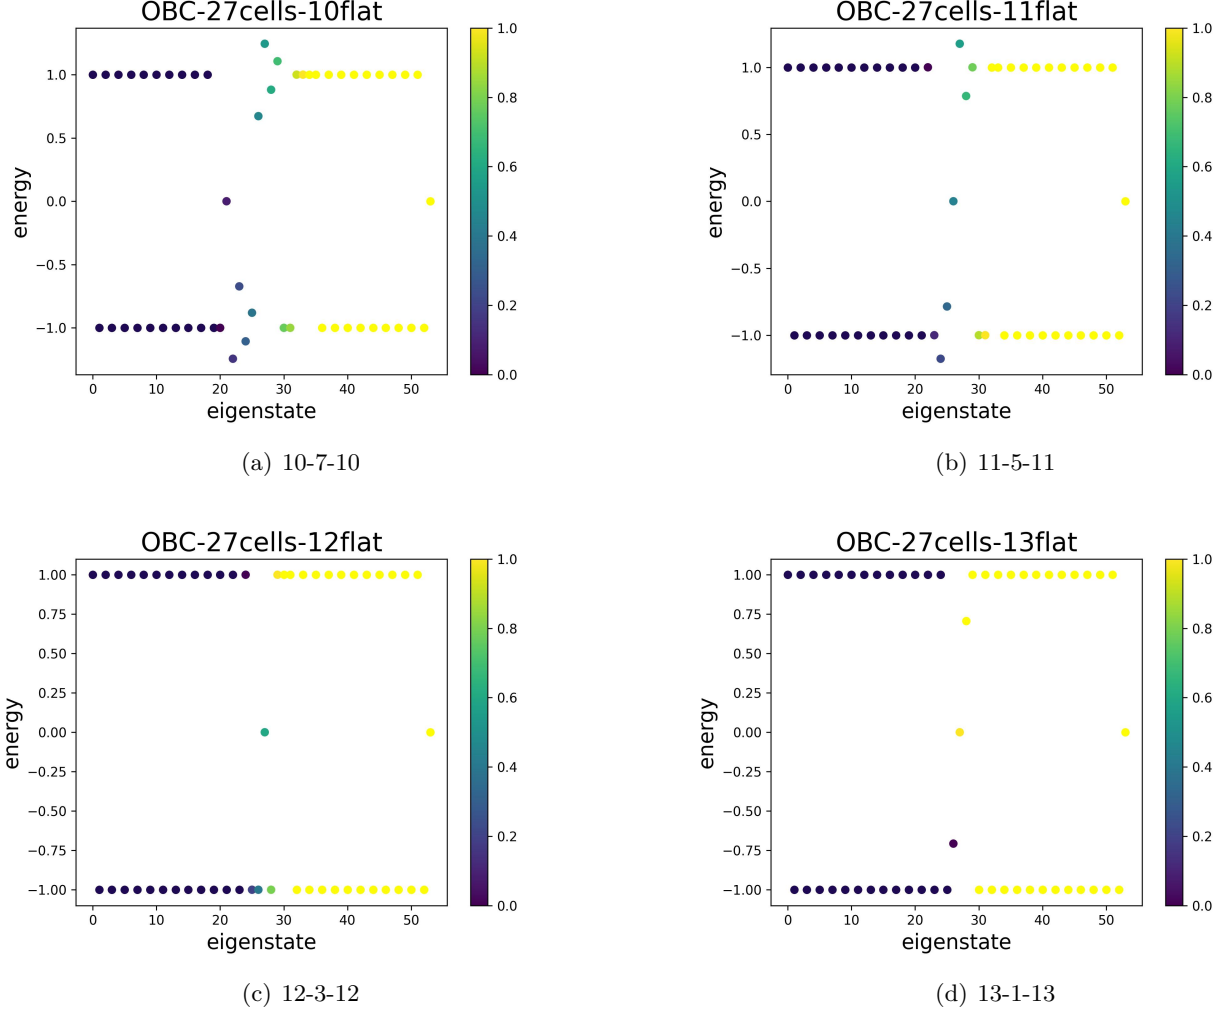 OBC-27cells-10flat
1.0
0.5
0.0
−0.5
−1.0
energy
0 10 20 30 40 50
eigenstate
1.0
0.8
0.6
0.4
0.2
0.0
(a) 10-7-10
OBC-27cells-11flat
1.0
0.5
0.0
−0.5
−1.0
energy
0 10 20 30 40 50
eigenstate
1.0
0.8
0.6
0.4
0.2
0.0
(b) 11-5-11
OBC-27cells-12flat
1.00
0.75
0.50
0.25
0.00
−0.25
−0.50
−0.75
−1.00
energy
0 10 20 30 40 50
eigenstate
1.0
0.8
0.6
0.4
0.2
0.0
(c) 12-3-12
OBC-27cells-13flat
1.00
0.75
0.50
0.25
0.00
−0.25
−0.50
−0.75
−1.00
energy
0 10 20 30 40 50
eigenstate
1.0
0.8
0.6
0.4
0.2
0.0
(d) 13-1-13